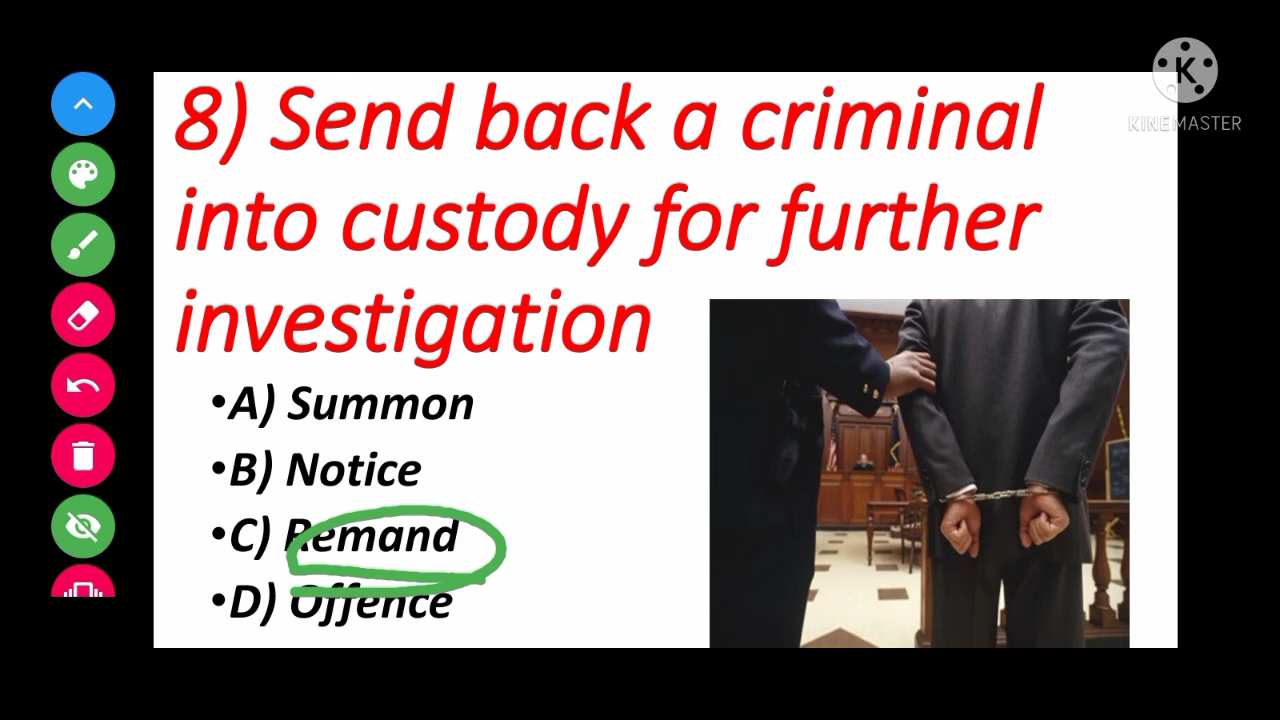 K
KINEMASTER
8) Send back a criminal
into custody for further
investigation
•A) Summon
•B) Notice
•C) Remand
•D) Offence